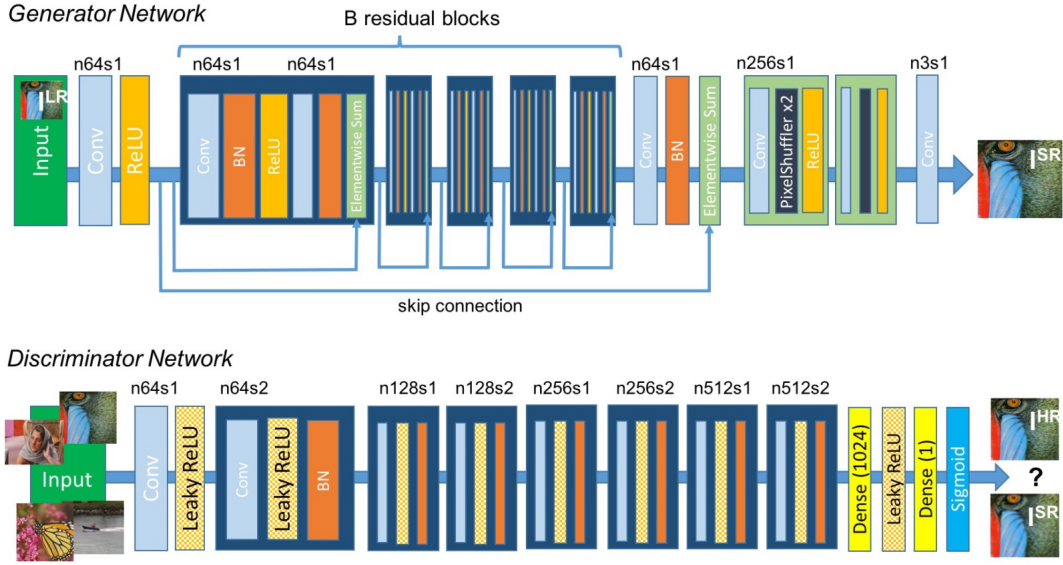 Generator Network
B residual blocks
n64s1
n64s1
n64s1
n64s1
n256s1
n3s1
I LR
Input
Conv
ReLU
Conv
BN
ReLU
Elementwise Sum
Conv
BN
Elementwise Sum
Conv
PixelShuffler x2
ReLU
Conv
I SR
skip connection
Discriminator Network
n64s1
n64s2
n128s1
n128s2
n256s1
n256s2
n512s1
n512s2
Input
Conv
Leaky ReLU
Conv
Leaky ReLU
BN
Dense (1024)
Leaky ReLU
Dense (1)
Sigmoid
I HR
?
I SR